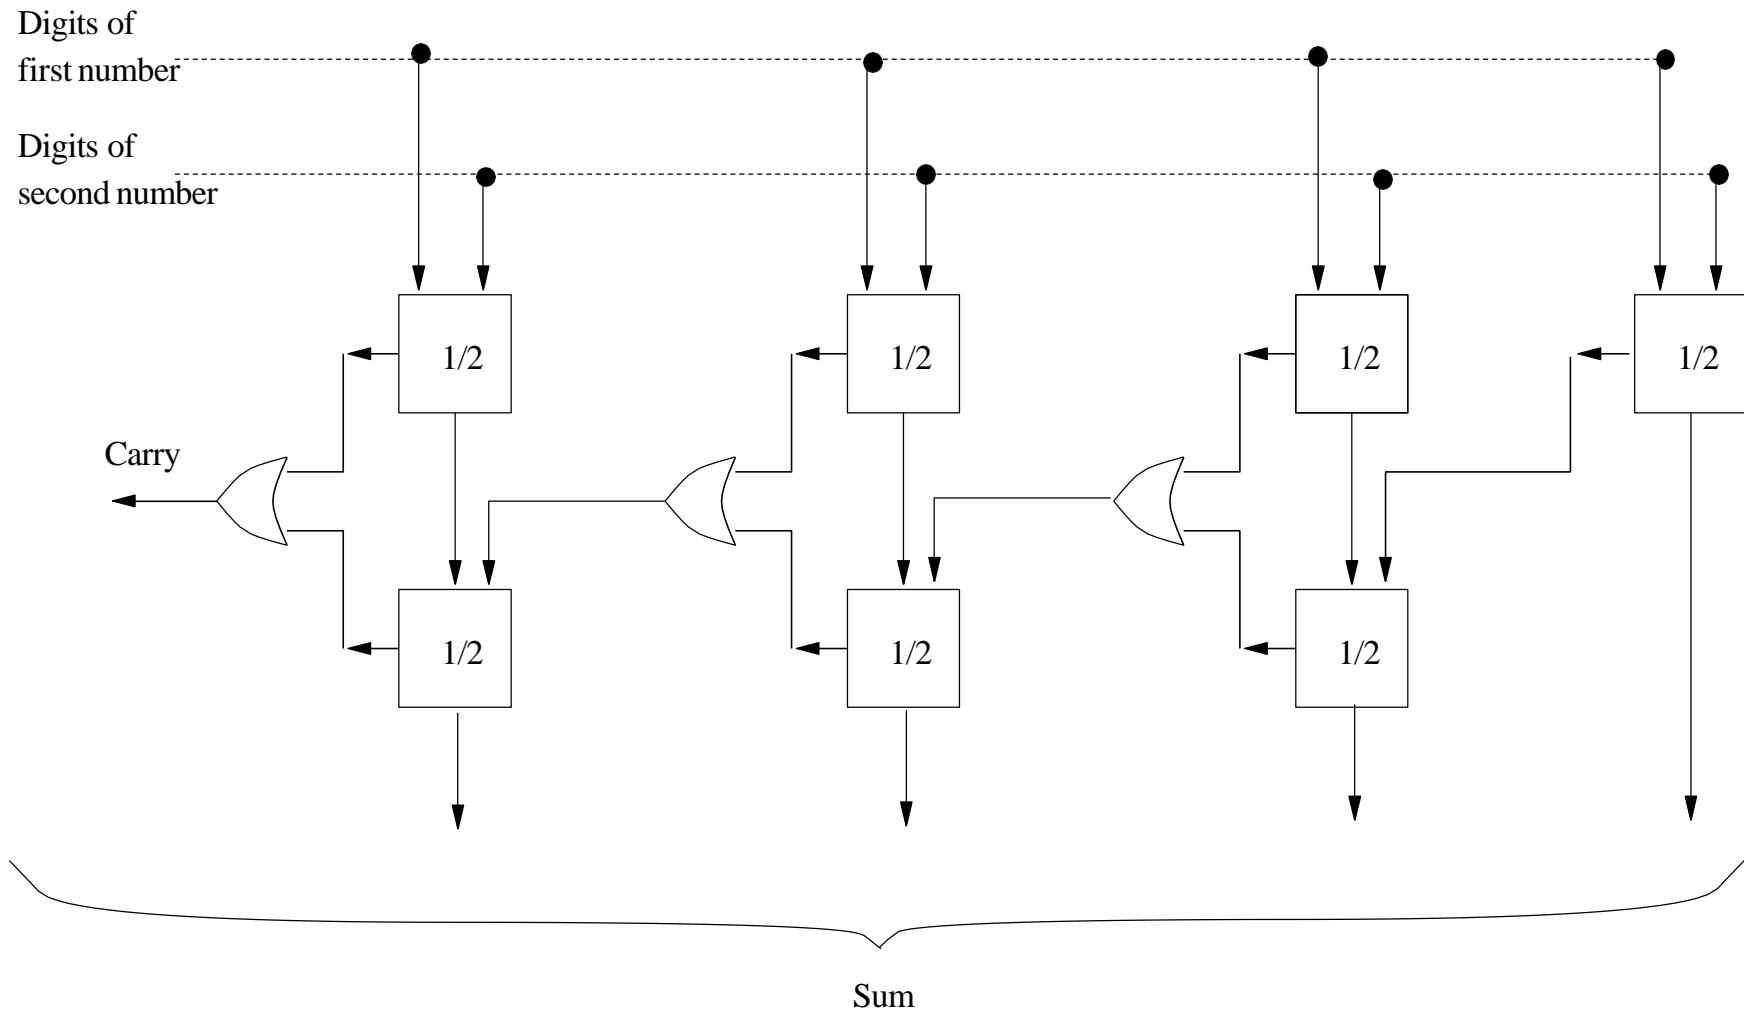 Digits of
first number
Digits of
second number
1/2
1/2
1/2
1/2
Carry
1/2
1/2
1/2
Sum